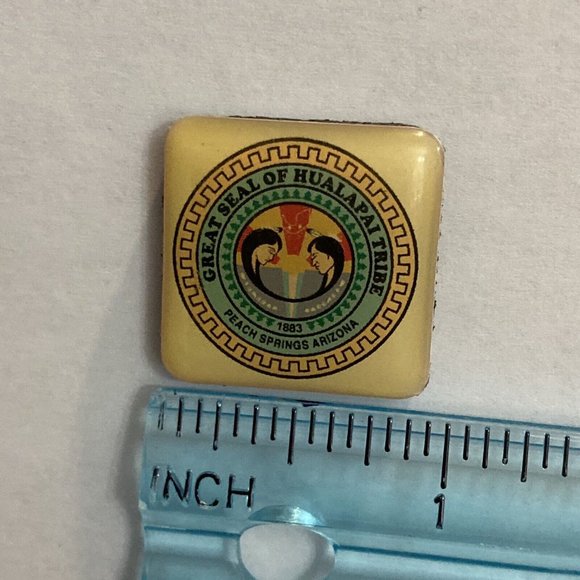 GREAT SEAL OF HUALAPAI TRIBE
1883
PEACH SPRINGS ARIZONA
INCH
1